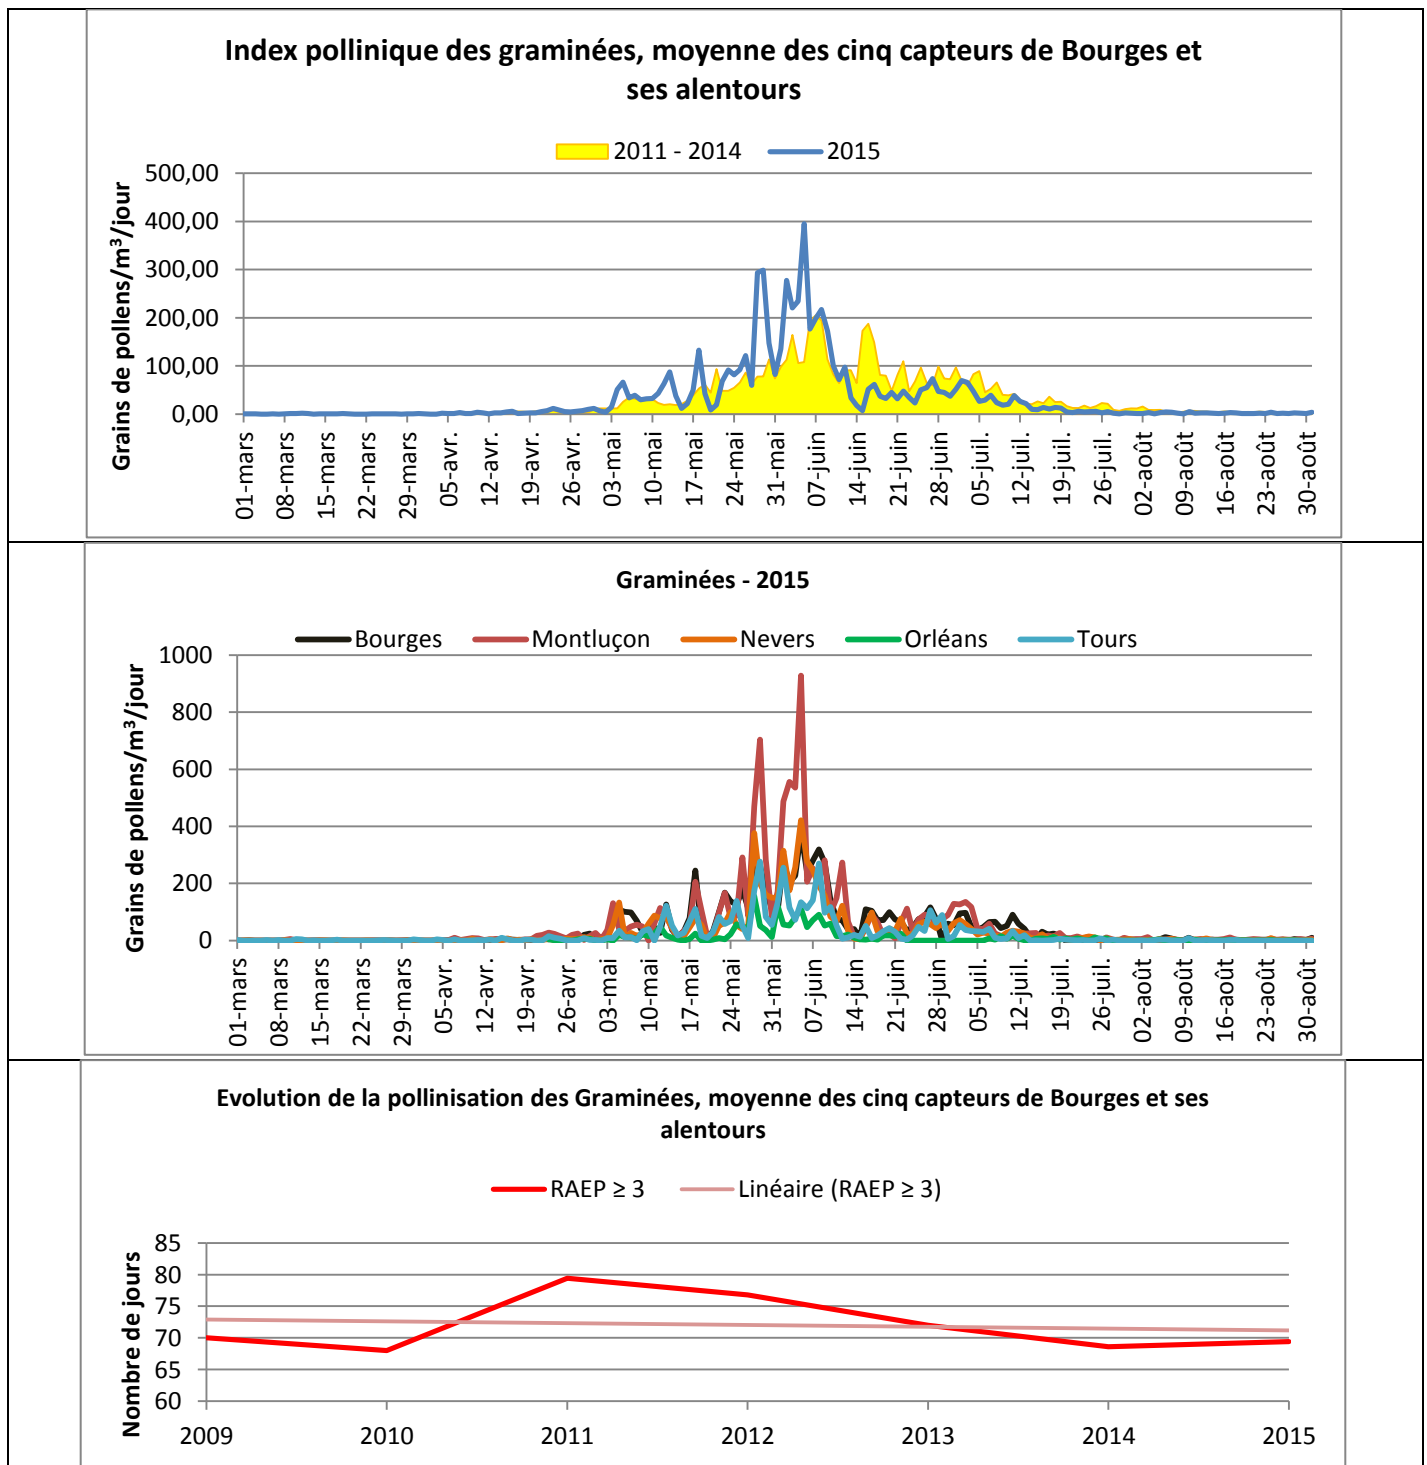 Index pollinique des graminées, moyenne des cinq capteurs de Bourges et
ses alentours
2011 - 2014
2015
Grains de pollens/m³/jour
500,00
400,00
300,00
200,00
100,00
0,00
01-mars
08-mars
15-mars
22-mars
29-mars
05-avr.
12-avr.
19-avr.
26-avr.
03-mai
10-mai
17-mai
24-mai
31-mai
07-juin
14-juin
21-juin
28-juin
05-juil.
12-juil.
19-juil.
26-juil.
02-août
09-août
16-août
23-août
30-août
Graminées - 2015
Bourges
Montluçon
Nevers
Orléans
Tours
Grains de pollens/m³/jour
1000
800
600
400
200
0
01-mars
08-mars
15-mars
22-mars
29-mars
05-avr.
12-avr.
19-avr.
26-avr.
03-mai
10-mai
17-mai
24-mai
31-mai
07-juin
14-juin
21-juin
28-juin
05-juil.
12-juil.
19-juil.
26-juil.
02-août
09-août
16-août
23-août
30-août
Evolution de la pollinisation des Graminées, moyenne des cinq capteurs de Bourges et ses
alentours
RAEP ≥ 3
Linéaire (RAEP ≥ 3)
Nombre de jours
85
80
75
70
65
60
2009
2010
2011
2012
2013
2014
2015